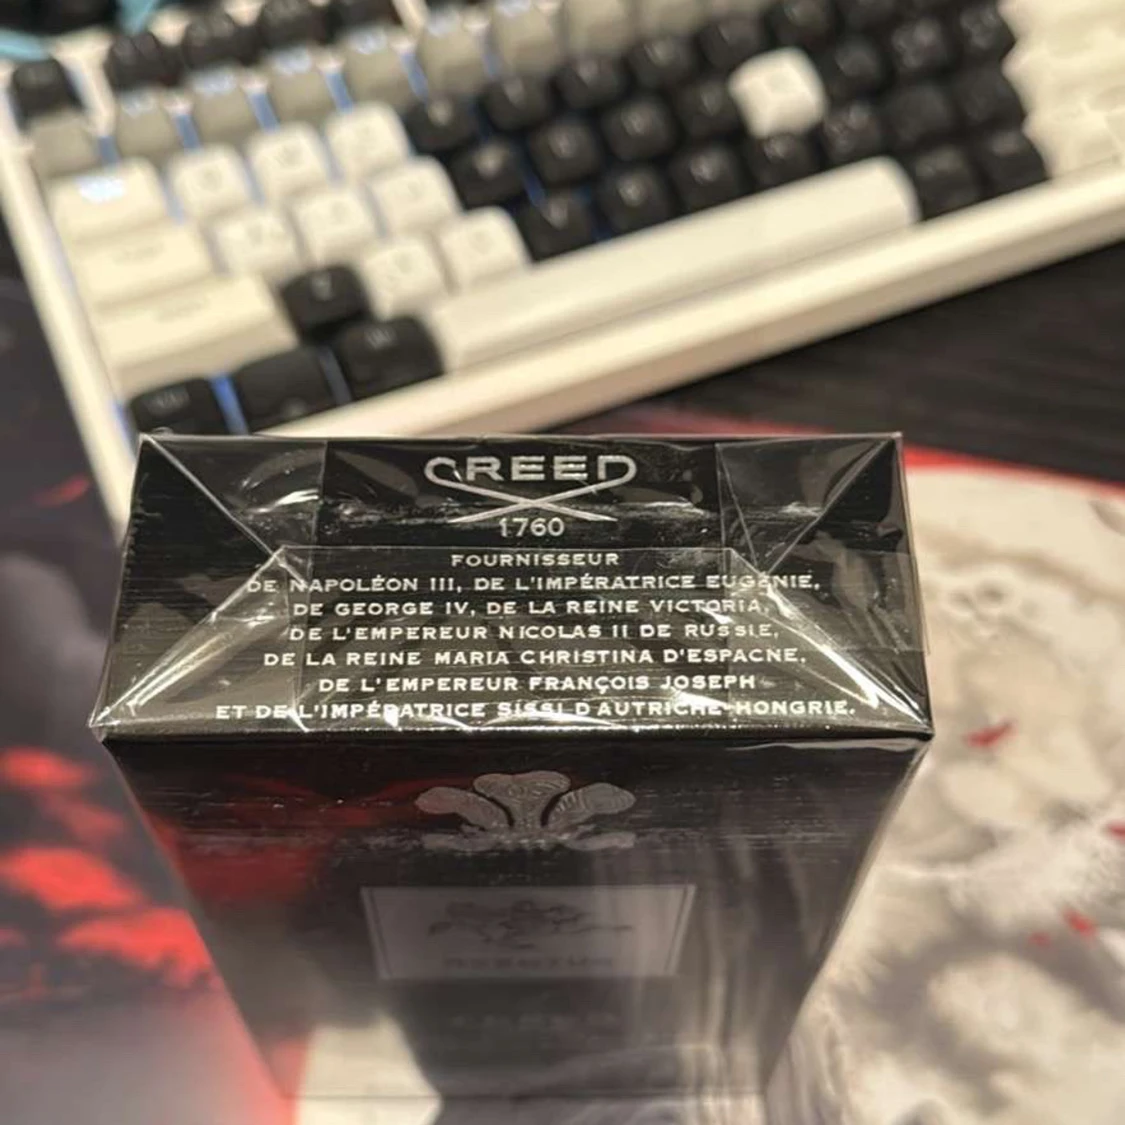 CREED
1760
FOURNISSEUR
DE NAPOLÉON III, DE L'IMPÉRATRICE EUGÉNIE,
DE GEORGE IV, DE LA REINE VICTORIA,
DE L'EMPEREUR NICOLAS II DE RUSSIE,
DE LA REINE MARIA CHRISTINA D'ESPAGNE,
DE L'EMPEREUR FRANÇOIS JOSEPH
ET DE L'IMPÉRATRICE SISSI D'AUTRICHE-HONGRIE.